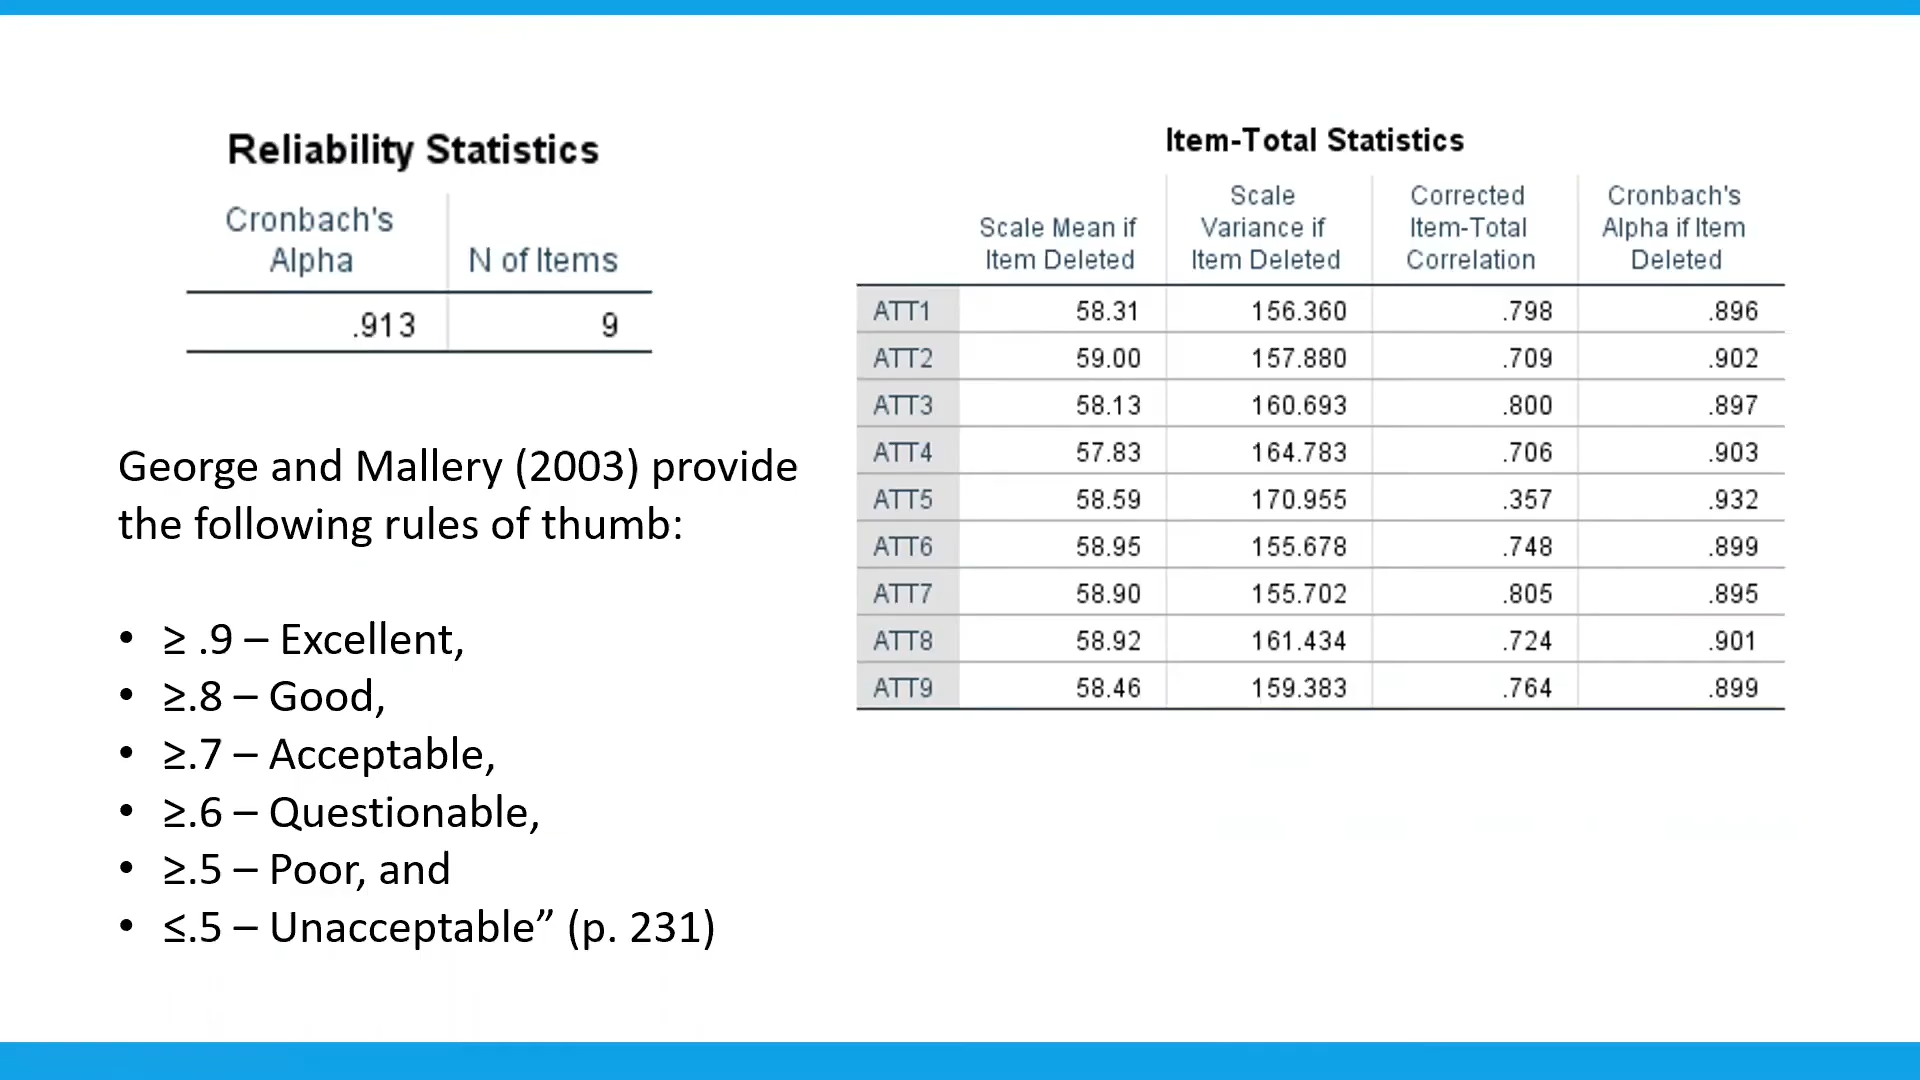 Reliability Statistics
Cronbach's
Alpha N of Items
.913 9
George and Mallery (2003) provide
the following rules of thumb:
• ≥ .9 – Excellent,
• ≥.8 – Good,
• ≥.7 – Acceptable,
• ≥.6 – Questionable,
• ≥.5 – Poor, and
• ≤.5 – Unacceptable” (p. 231)
Item-Total Statistics
Scale Mean if
Item Deleted
Scale
Variance if
Item Deleted
Corrected
Item-Total
Correlation
Cronbach's
Alpha if Item
Deleted
ATT1 58.31 156.360 .798 .896
ATT2 59.00 157.880 .709 .902
ATT3 58.13 160.693 .800 .897
ATT4 57.83 164.783 .706 .903
ATT5 58.59 170.955 .357 .932
ATT6 58.95 155.678 .748 .899
ATT7 58.90 155.702 .805 .895
ATT8 58.92 161.434 .724 .901
ATT9 58.46 159.383 .764 .899